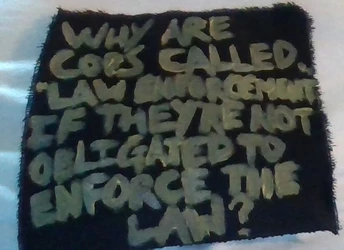 WHY ARE
COPS CALLED
"LAW ENFORCEMENT"
IF THEY'RE NOT
OBLIGATED TO
ENFORCE THE
LAW?